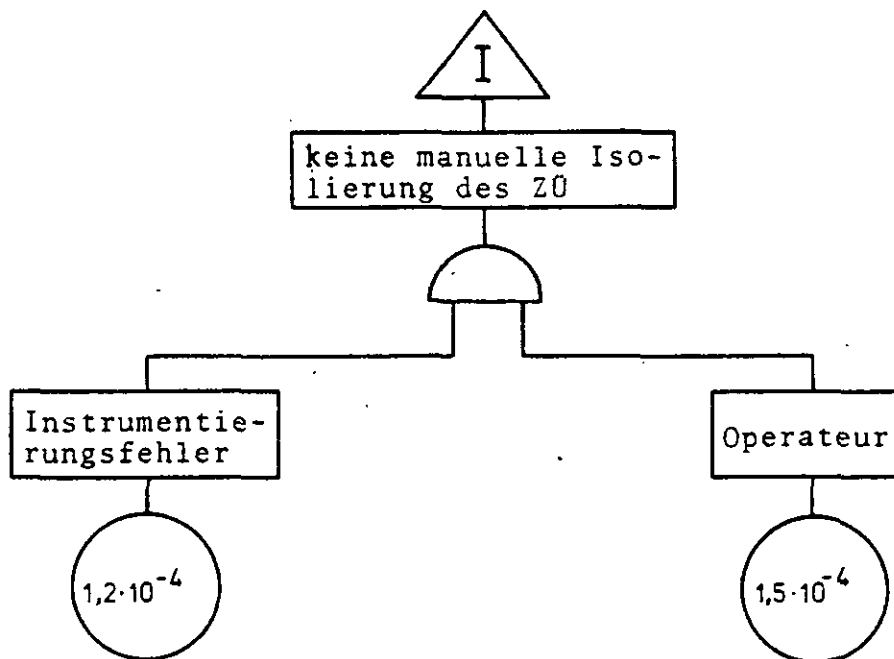 I
keine manuelle Iso-
lierung des ZÜ
Instrumentie-
rungsfehler
Operateur
1,2·10⁻⁴
1,5·10⁻⁴